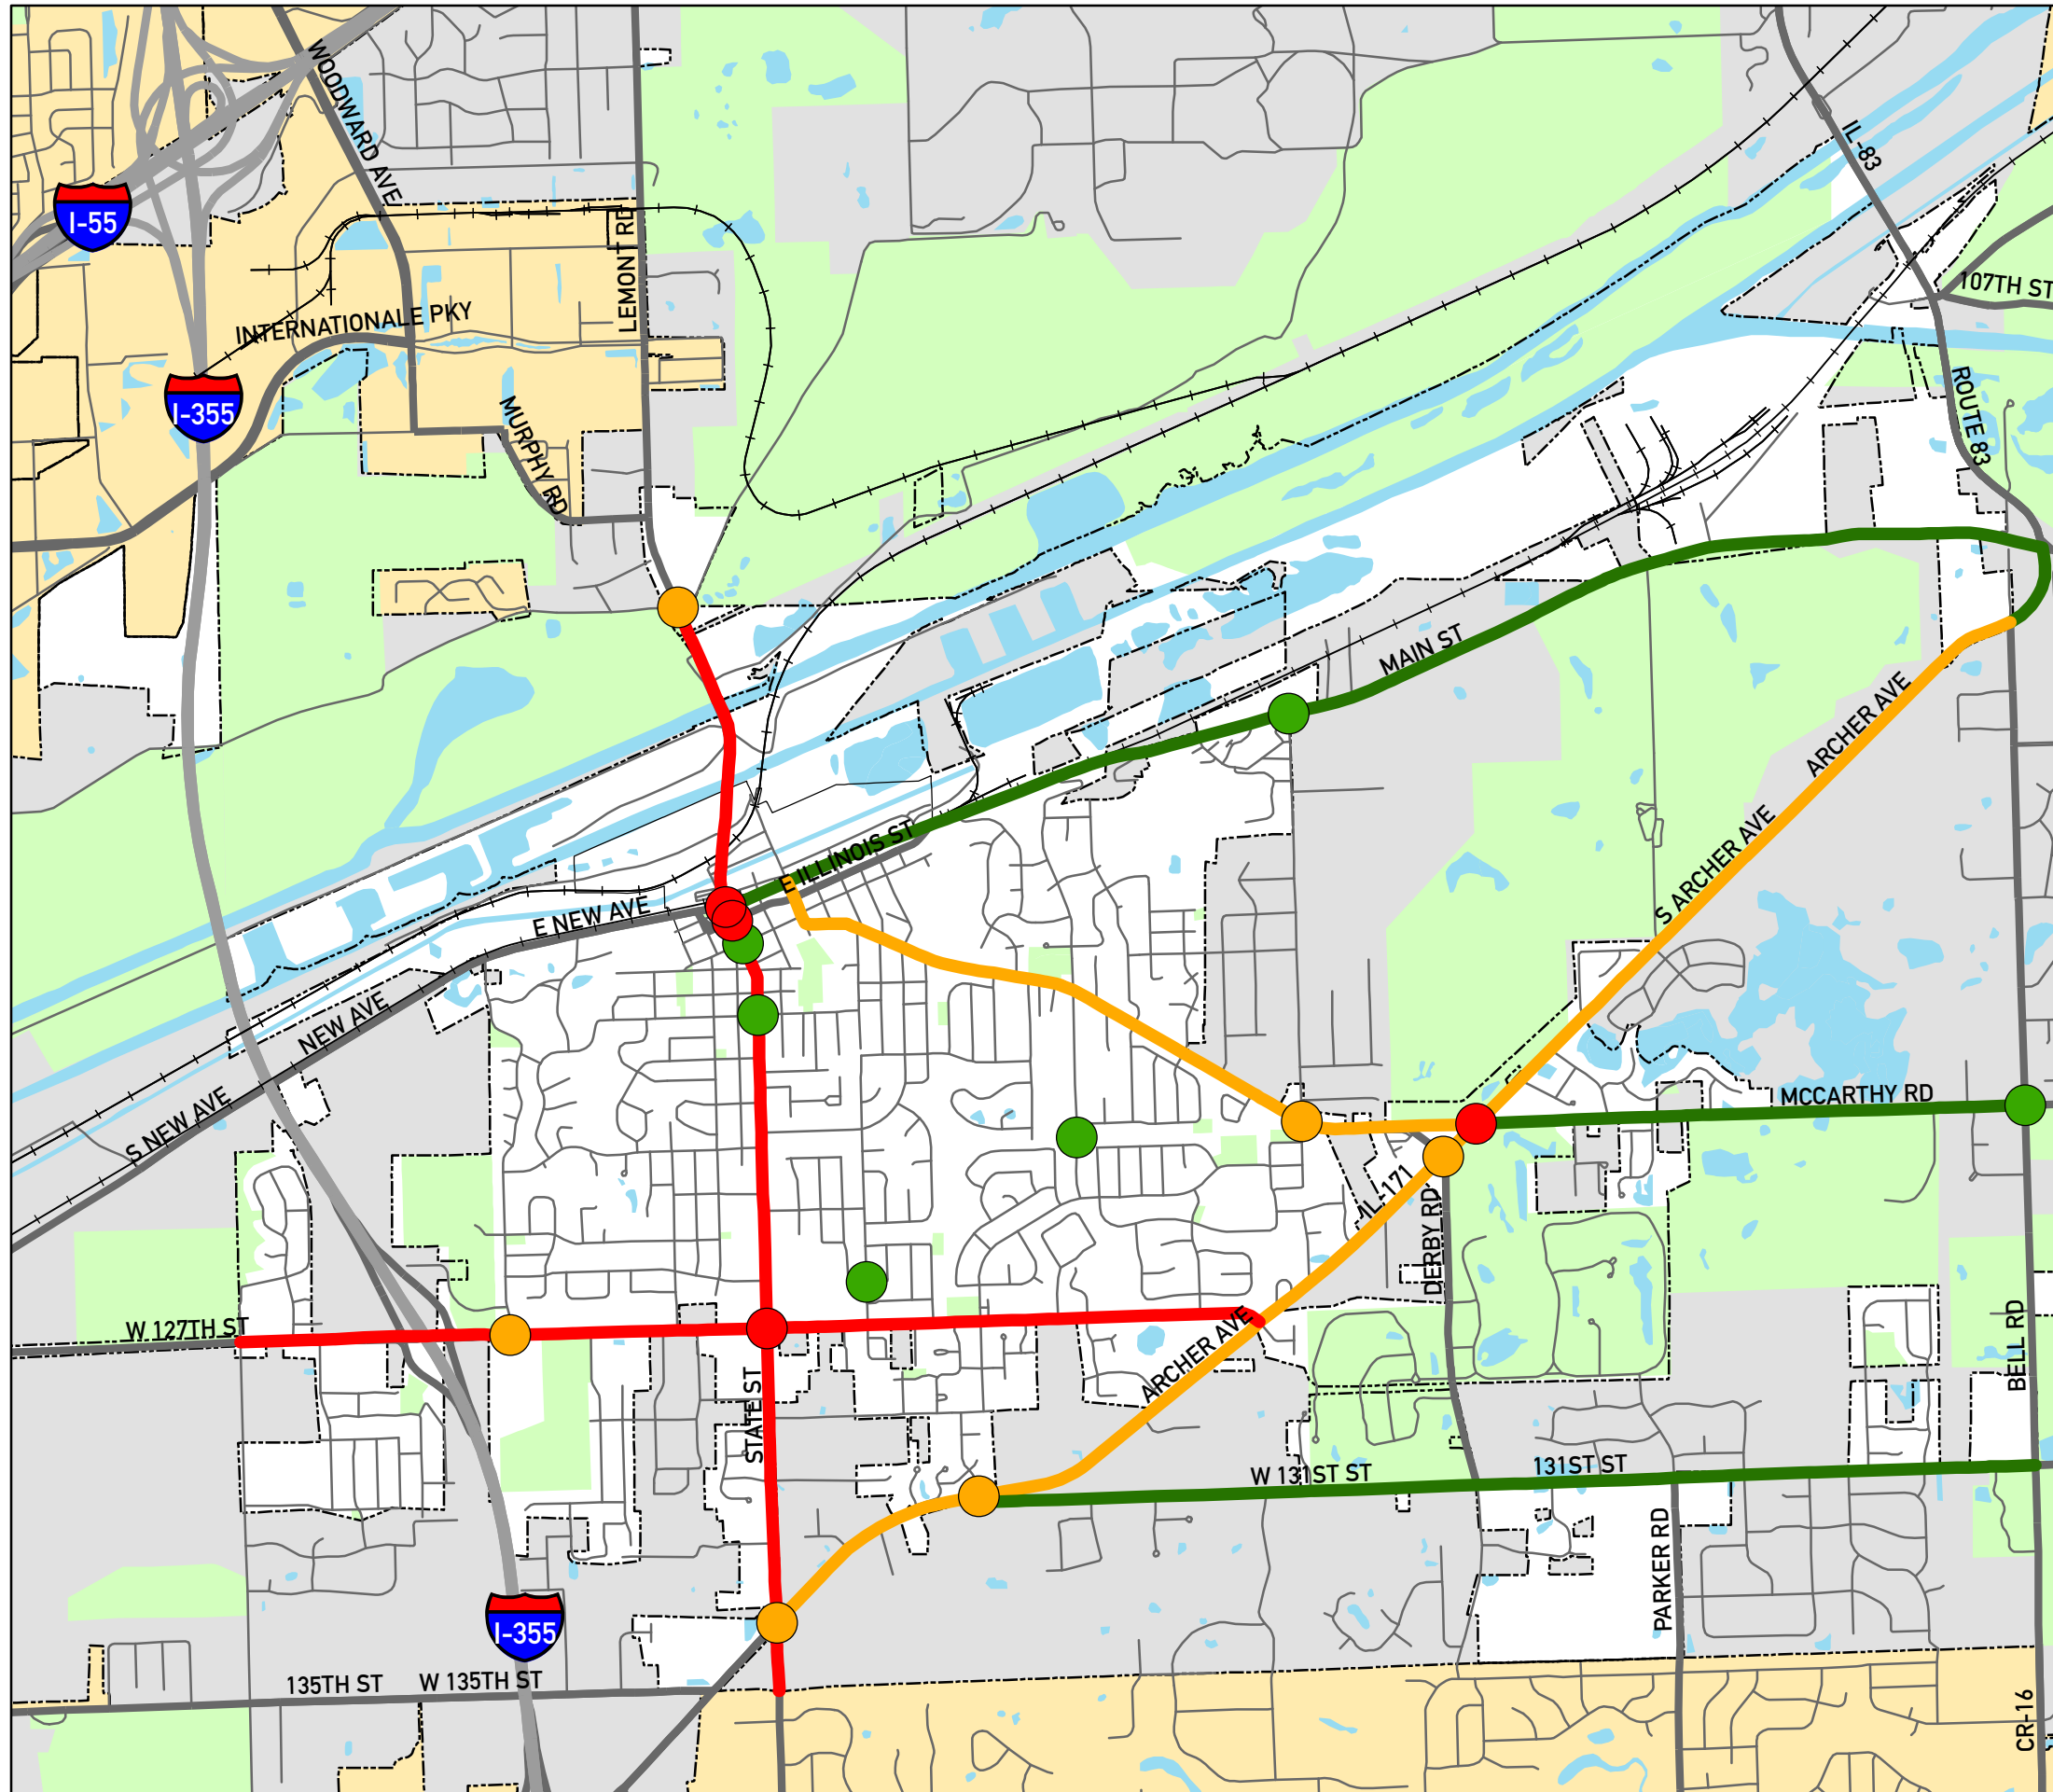 WOODWARD AVE
IL-83
I-55
LEMONT RD
107TH ST
INTERNATIONALE PKY
I-355
MURPHY RD
ROUTE 83
MAIN ST
ARCHER AVE
E ILLINOIS ST
S ARCHER AVE
E NEW AVE
NEW AVE
S NEW AVE
MCCARTHY RD
IL-171
DERBY RD
W 127TH ST
ARCHER AVE
BELL RD
STATE ST
W 131ST ST
131ST ST
PARKER RD
I-355
135TH ST
W 135TH ST
CR-16